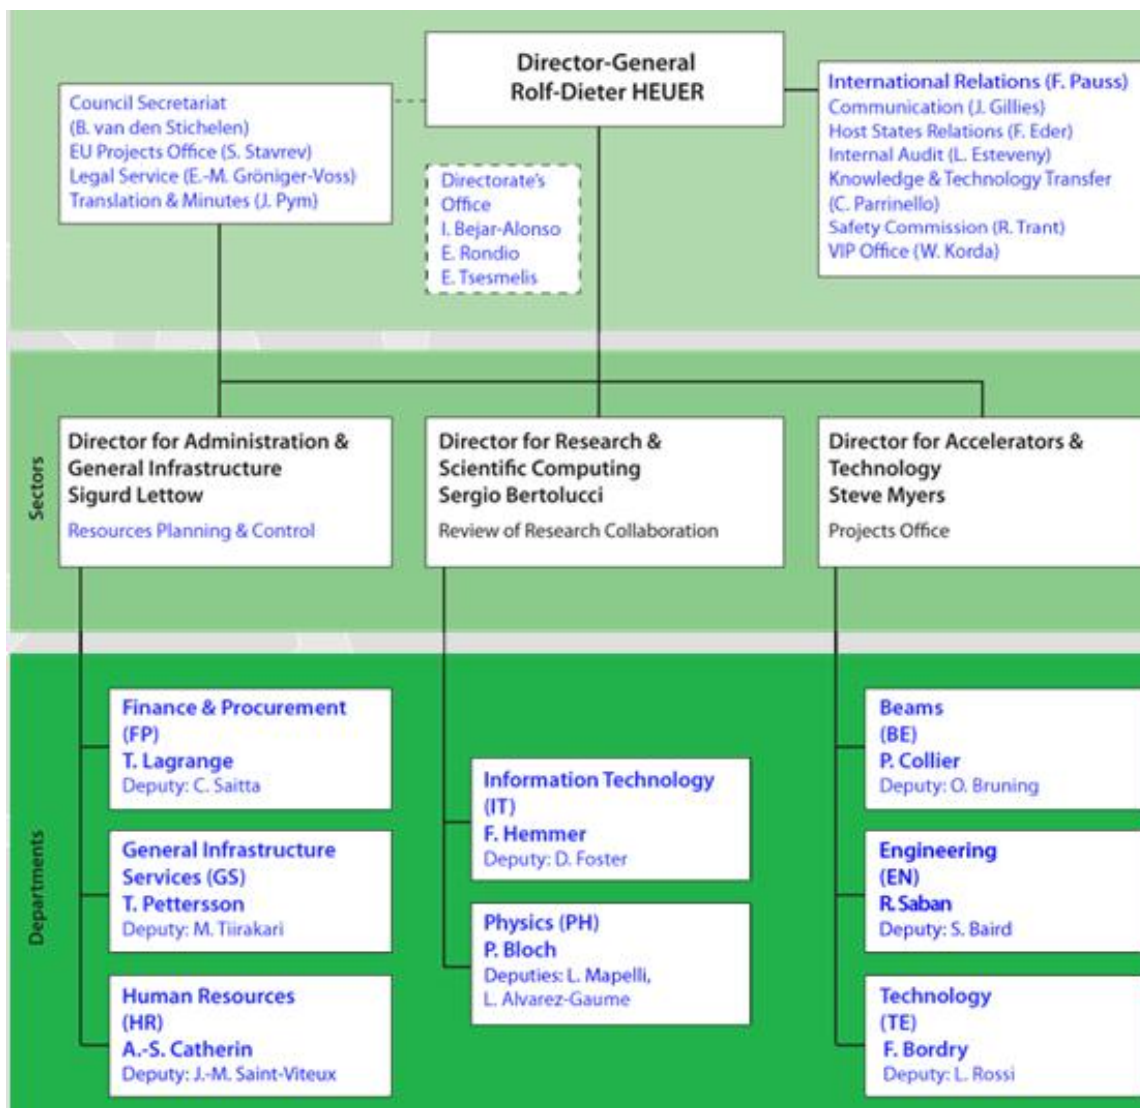 Director-General
Rolf-Dieter HEUER
Council Secretariat
(B. van den Stichelen)
EU Projects Office (S. Stavrev)
Legal Service (E.-M. Gröniger-Voss)
Translation & Minutes (J. Pym)
Directorate's
Office
I. Bejar-Alonso
E. Rondio
E. Tsesmelis
International Relations (F. Pauss)
Communication (J. Gillies)
Host States Relations (F. Eder)
Internal Audit (L. Esteveny)
Knowledge & Technology Transfer
(C. Parrinello)
Safety Commission (R. Trant)
VIP Office (W. Korda)
Sectors
Director for Administration &
General Infrastructure
Sigurd Lettow
Resources Planning & Control
Director for Research &
Scientific Computing
Sergio Bertolucci
Review of Research Collaboration
Director for Accelerators &
Technology
Steve Myers
Projects Office
Departments
Finance & Procurement
(FP)
T. Lagrange
Deputy: C. Saitta
General Infrastructure
Services (GS)
T. Pettersson
Deputy: M. Tiirakari
Human Resources
(HR)
A.-S. Catherin
Deputy: J.-M. Saint-Viteux
Information Technology
(IT)
F. Hemmer
Deputy: D. Foster
Physics (PH)
P. Bloch
Deputies: L. Mapelli,
L. Alvarez-Gaume
Beams
(BE)
P. Collier
Deputy: O. Bruning
Engineering
(EN)
R. Saban
Deputy: S. Baird
Technology
(TE)
F. Bordry
Deputy: L. Rossi